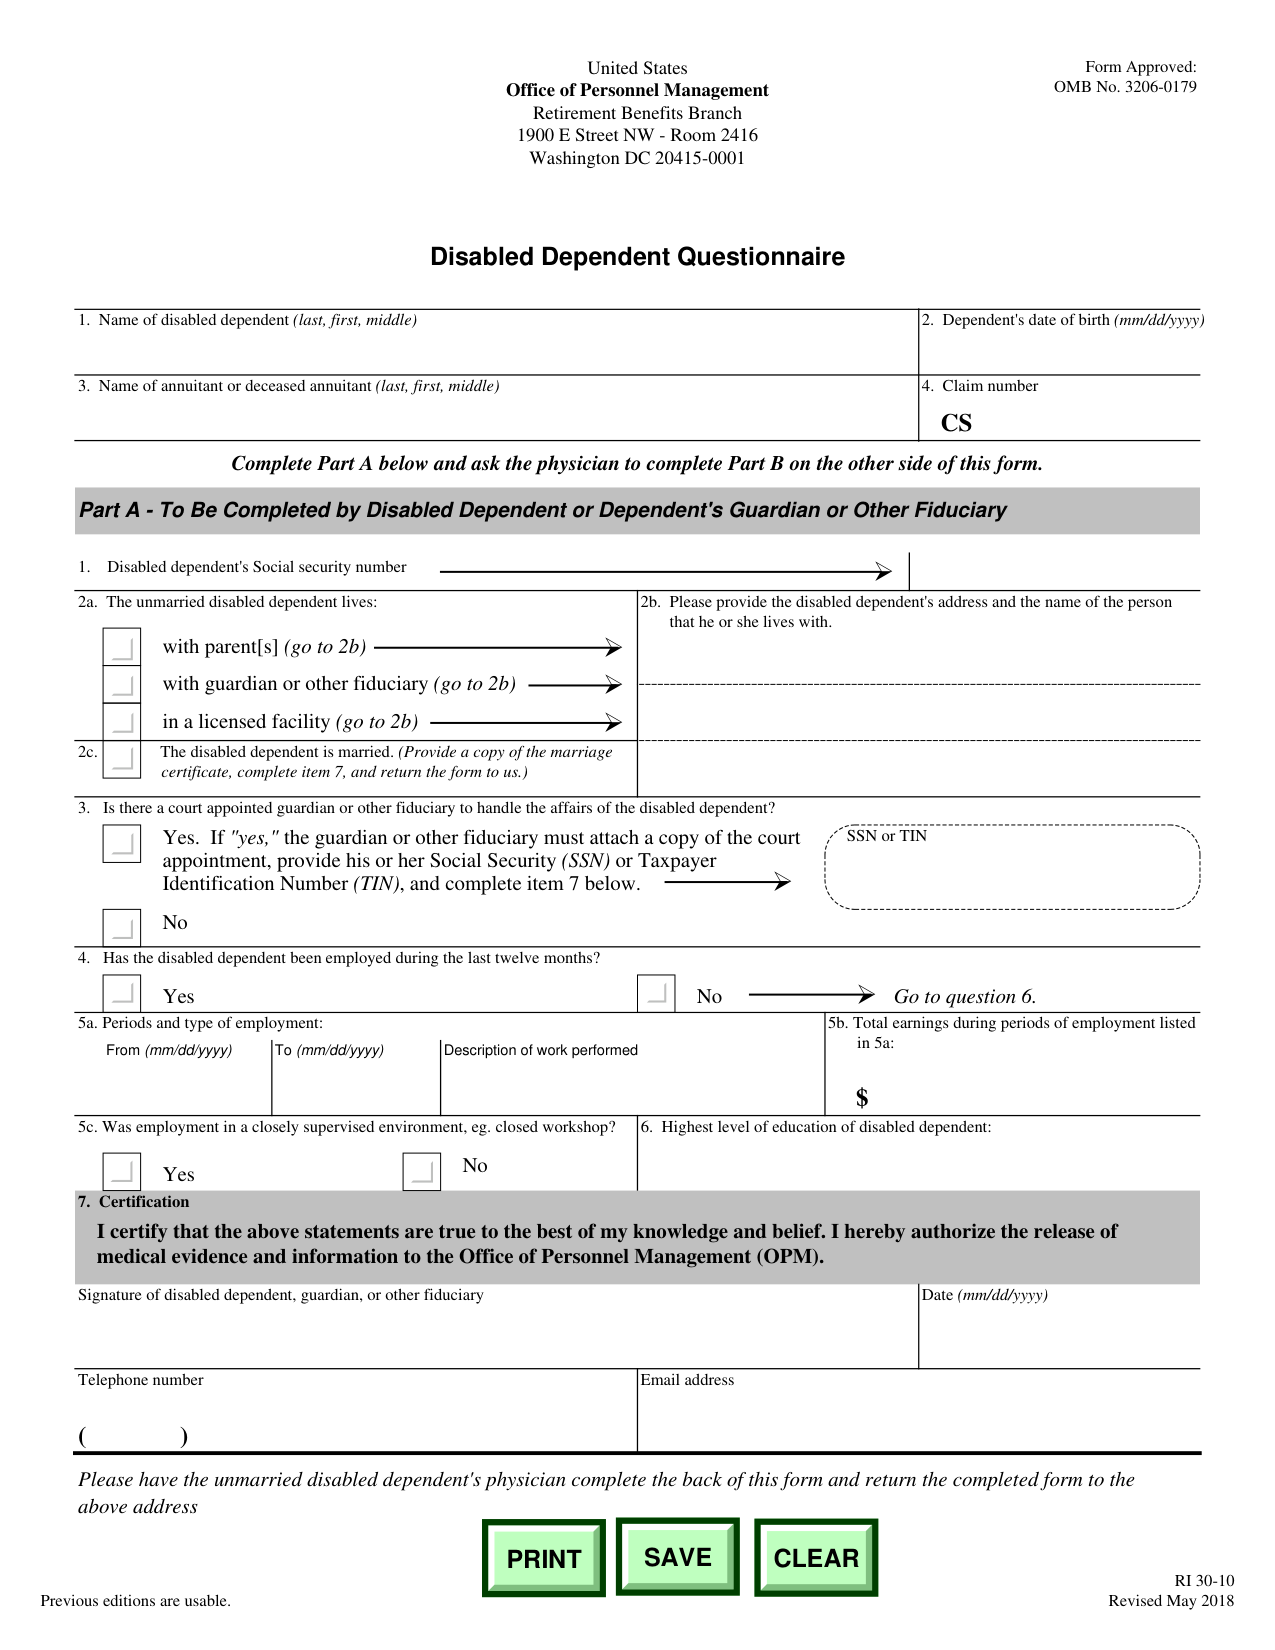 United States
Office of Personnel Management
Retirement Benefits Branch
1900 E Street NW - Room 2416
Washington DC 20415-0001
Form Approved:
OMB No. 3206-0179
Disabled Dependent Questionnaire
1. Name of disabled dependent (last, first, middle)
2. Dependent's date of birth (mm/dd/yyyy)
3. Name of annuitant or deceased annuitant (last, first, middle)
4. Claim number
CS
Complete Part A below and ask the physician to complete Part B on the other side of this form.
Part A - To Be Completed by Disabled Dependent or Dependent's Guardian or Other Fiduciary
1. Disabled dependent's Social security number
2a. The unmarried disabled dependent lives:
with parent[s] (go to 2b)
with guardian or other fiduciary (go to 2b)
in a licensed facility (go to 2b)
2b. Please provide the disabled dependent's address and the name of the person
that he or she lives with.
2c. The disabled dependent is married. (Provide a copy of the marriage
certificate, complete item 7, and return the form to us.)
3. Is there a court appointed guardian or other fiduciary to handle the affairs of the disabled dependent?
Yes. If "yes," the guardian or other fiduciary must attach a copy of the court
appointment, provide his or her Social Security (SSN) or Taxpayer
Identification Number (TIN), and complete item 7 below.
SSN or TIN
No
4. Has the disabled dependent been employed during the last twelve months?
Yes
No
Go to question 6.
5a. Periods and type of employment:
From (mm/dd/yyyy)
To (mm/dd/yyyy)
Description of work performed
5b. Total earnings during periods of employment listed
in 5a:
$
5c. Was employment in a closely supervised environment, eg. closed workshop?
Yes
No
6. Highest level of education of disabled dependent:
7. Certification
I certify that the above statements are true to the best of my knowledge and belief. I hereby authorize the release of
medical evidence and information to the Office of Personnel Management (OPM).
Signature of disabled dependent, guardian, or other fiduciary
Date (mm/dd/yyyy)
Telephone number
( )
Email address
Please have the unmarried disabled dependent's physician complete the back of this form and return the completed form to the
above address
PRINT
SAVE
CLEAR
Previous editions are usable.
RI 30-10
Revised May 2018